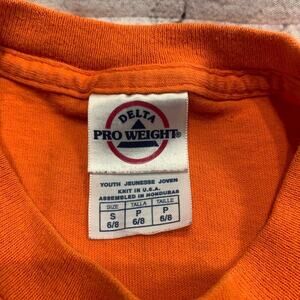 DELTA
PRO WEIGHT®
YOUTH JEUNESSE JOVEN
KNIT IN U.S.A.
ASSEMBLED IN HONDURAS
SIZE TALLA TAILLE
S P P
6/8 6/8 6/8